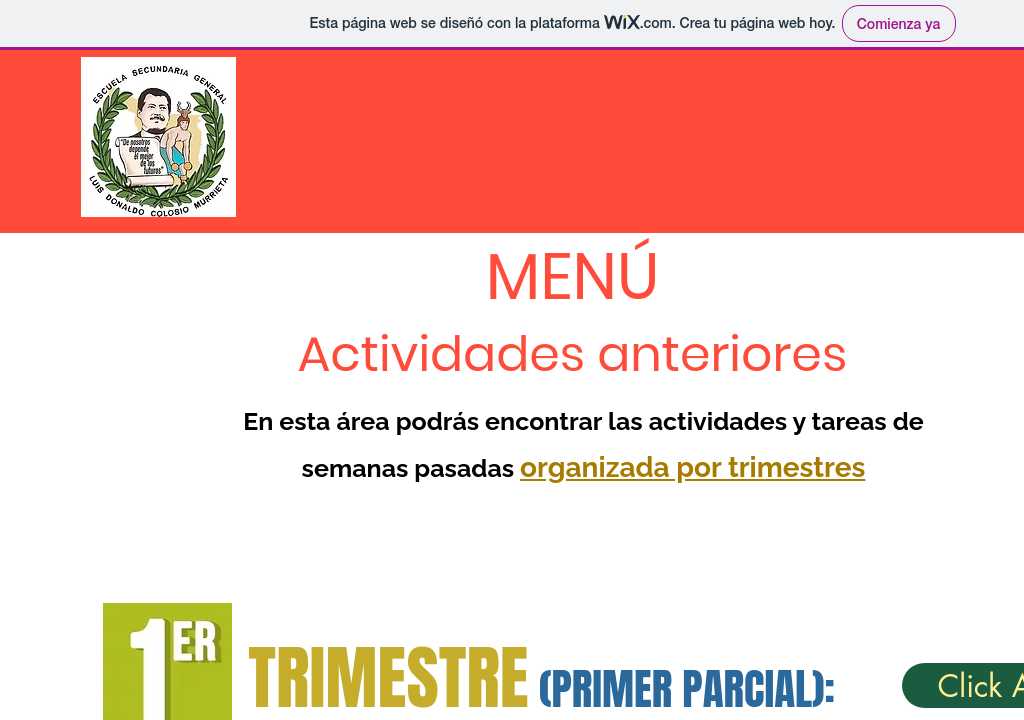 Esta página web se diseñó con la plataforma WiX.com. Crea tu página web hoy. Comienza ya
ESCUELA SECUNDARIA GENERAL
"De nosotros
depende
el mejor
de los
futuros"
LUIS DONALDO COLOSIO MURRIETA
MENÚ
Actividades anteriores
En esta área podrás encontrar las actividades y tareas de
semanas pasadas organizada por trimestres
1ER TRIMESTRE (PRIMER PARCIAL):
Click A